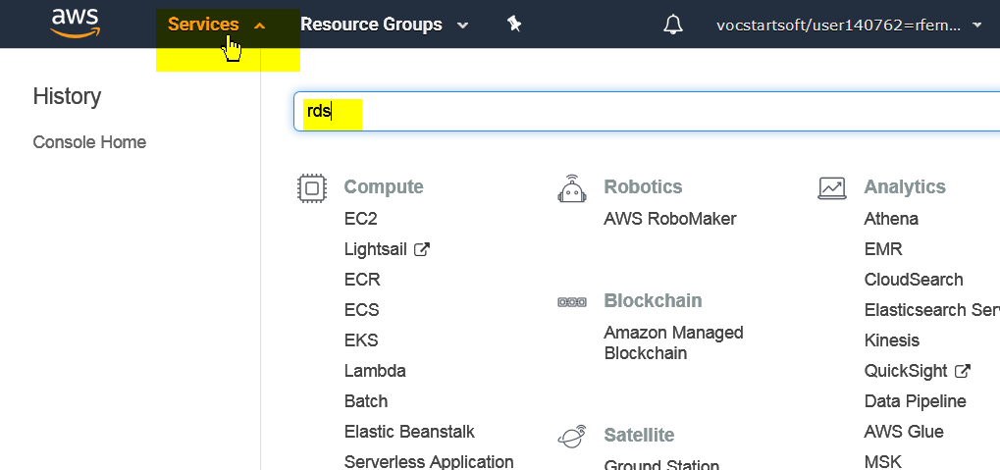 aws
Services
Resource Groups
vocstartsoft/user140762=rfern...
History
Console Home
rds
Compute
EC2
Lightsail
ECR
ECS
EKS
Lambda
Batch
Elastic Beanstalk
Serverless Application
Robotics
AWS RoboMaker
Blockchain
Amazon Managed
Blockchain
Satellite
Ground Station
Analytics
Athena
EMR
CloudSearch
Elasticsearch Serv
Kinesis
QuickSight
Data Pipeline
AWS Glue
MSK